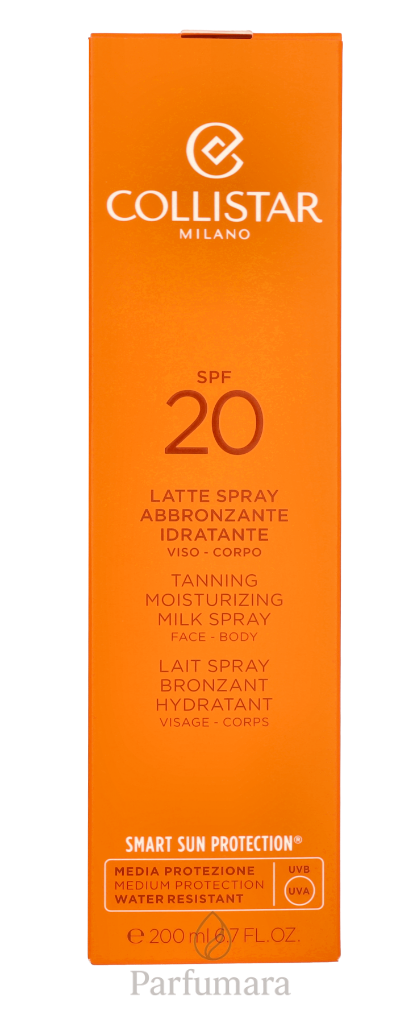 COLLISTAR
MILANO
SPF
20
LATTE SPRAY
ABBRONZANTE
IDRATANTE
VISO - CORPO
TANNING
MOISTURIZING
MILK SPRAY
FACE - BODY
LAIT SPRAY
BRONZANT
HYDRATANT
VISAGE - CORPS
SMART SUN PROTECTION®
MEDIA PROTEZIONE
MEDIUM PROTECTION
WATER RESISTANT
UVB
UVA
℮ 200 ml 6.7 FL.OZ.
Parfumara